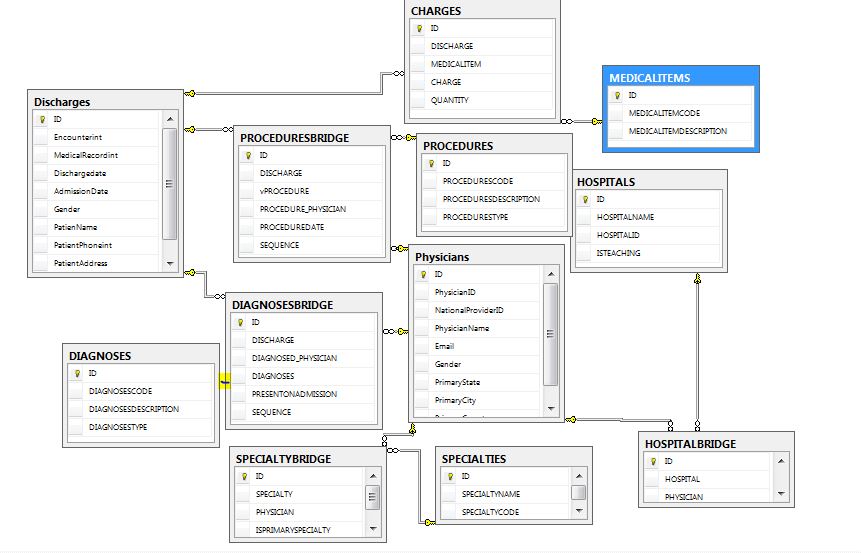 CHARGES
ID
DISCHARGE
MEDICALITEM
CHARGE
QUANTITY
MEDICALITEMS
ID
MEDICALITEMCODE
MEDICALITEMDESCRIPTION
Discharges
ID
Encounterint
MedicalRecordint
Dischargedate
AdmissionDate
Gender
PatienName
PatientPhoneint
PatientAddress
PROCEDURESBRIDGE
ID
DISCHARGE
vPROCEDURE
PROCEDURE_PHYSICIAN
PROCEDUREDATE
SEQUENCE
PROCEDURES
ID
PROCEDURESCODE
PROCEDURESDESCRIPTION
PROCEDURESTYPE
HOSPITALS
ID
HOSPITALNAME
HOSPITALID
ISTEACHING
Physicians
ID
PhysicianID
NationalProviderID
PhysicianName
Email
Gender
PrimaryState
PrimaryCity
DIAGNOSESBRIDGE
ID
DISCHARGE
DIAGNOSED_PHYSICIAN
DIAGNOSES
PRESENTONADMISSION
SEQUENCE
DIAGNOSES
ID
DIAGNOSESCODE
DIAGNOSESDESCRIPTION
DIAGNOSESTYPE
SPECIALTYBRIDGE
ID
SPECIALTY
PHYSICIAN
ISPRIMARYSPECIALTY
SPECIALTIES
ID
SPECIALTYNAME
SPECIALTYCODE
HOSPITALBRIDGE
ID
HOSPITAL
PHYSICIAN